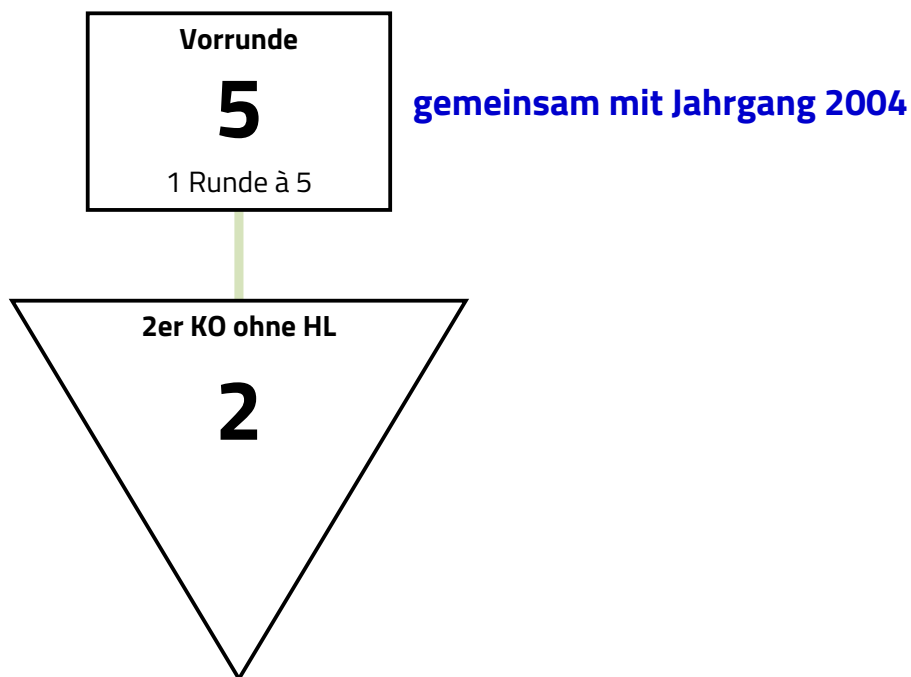 Vorrunde
5
1 Runde à 5
gemeinsam mit Jahrgang 2004
2er KO ohne HL
2